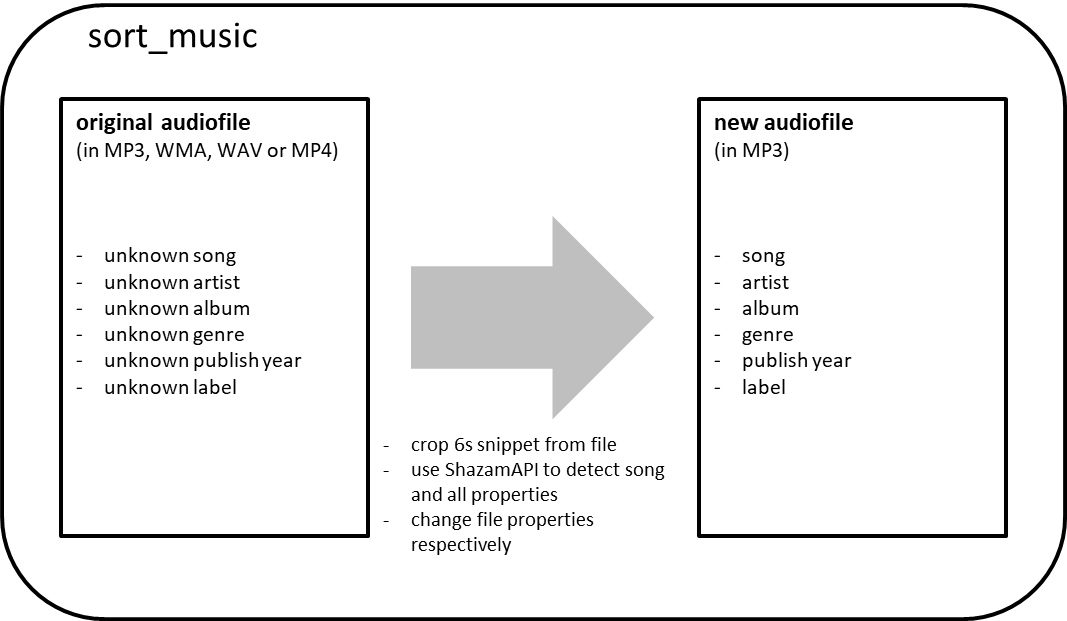 sort_music
original audiofile
(in MP3, WMA, WAV or MP4)
- unknown song
- unknown artist
- unknown album
- unknown genre
- unknown publish year
- unknown label
- crop 6s snippet from file
- use ShazamAPI to detect song
and all properties
- change file properties
respectively
new audiofile
(in MP3)
- song
- artist
- album
- genre
- publish year
- label